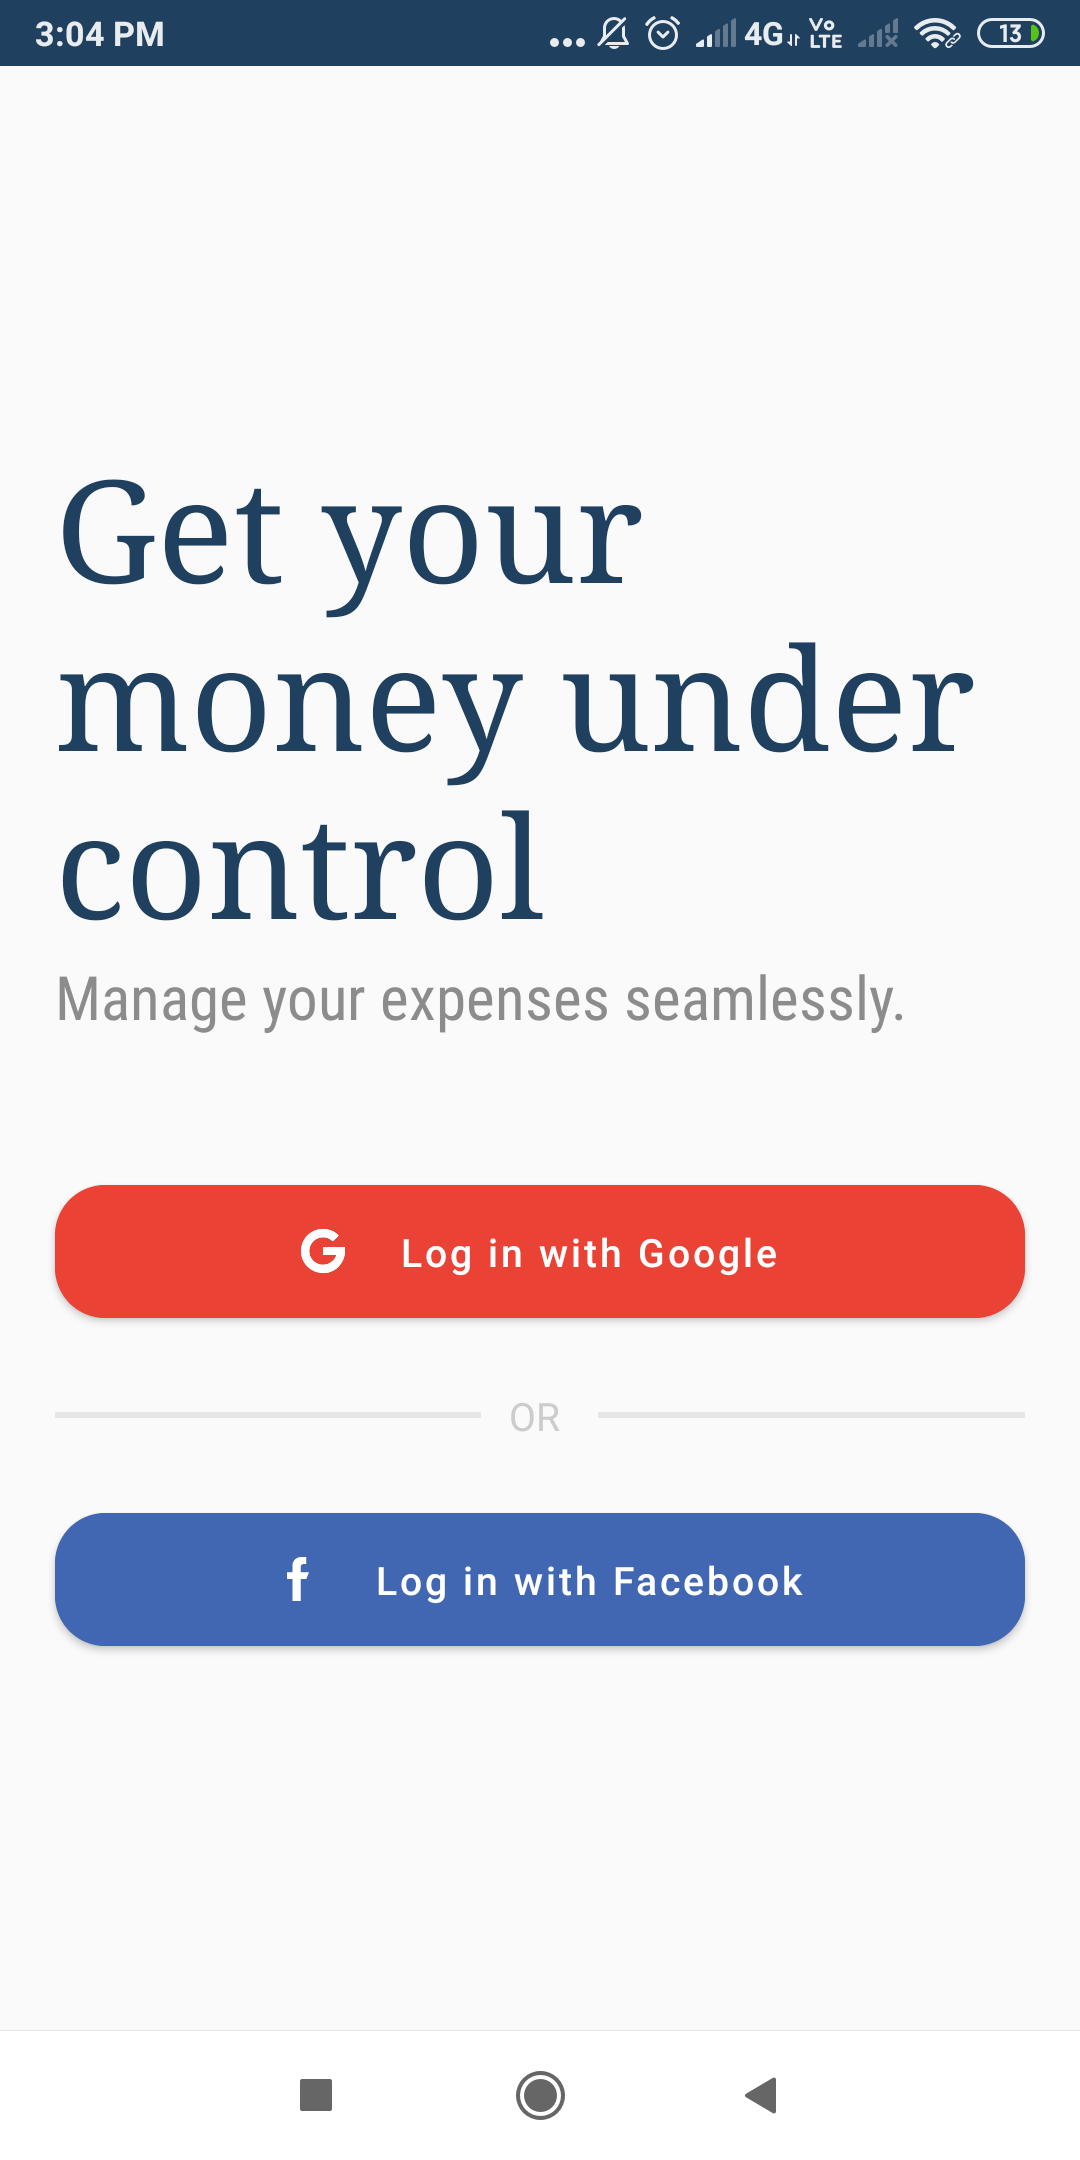 3:04 PM
4G Vo LTE 13
Get your
money under
control
Manage your expenses seamlessly.
G Log in with Google
OR
f Log in with Facebook